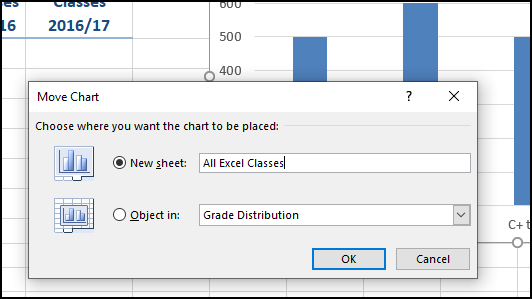 Classes
16
2016/17
600
500
400
Move Chart
?
Choose where you want the chart to be placed:
New sheet: All Excel Classes
Object in: Grade Distribution
C+ t
OK Cancel